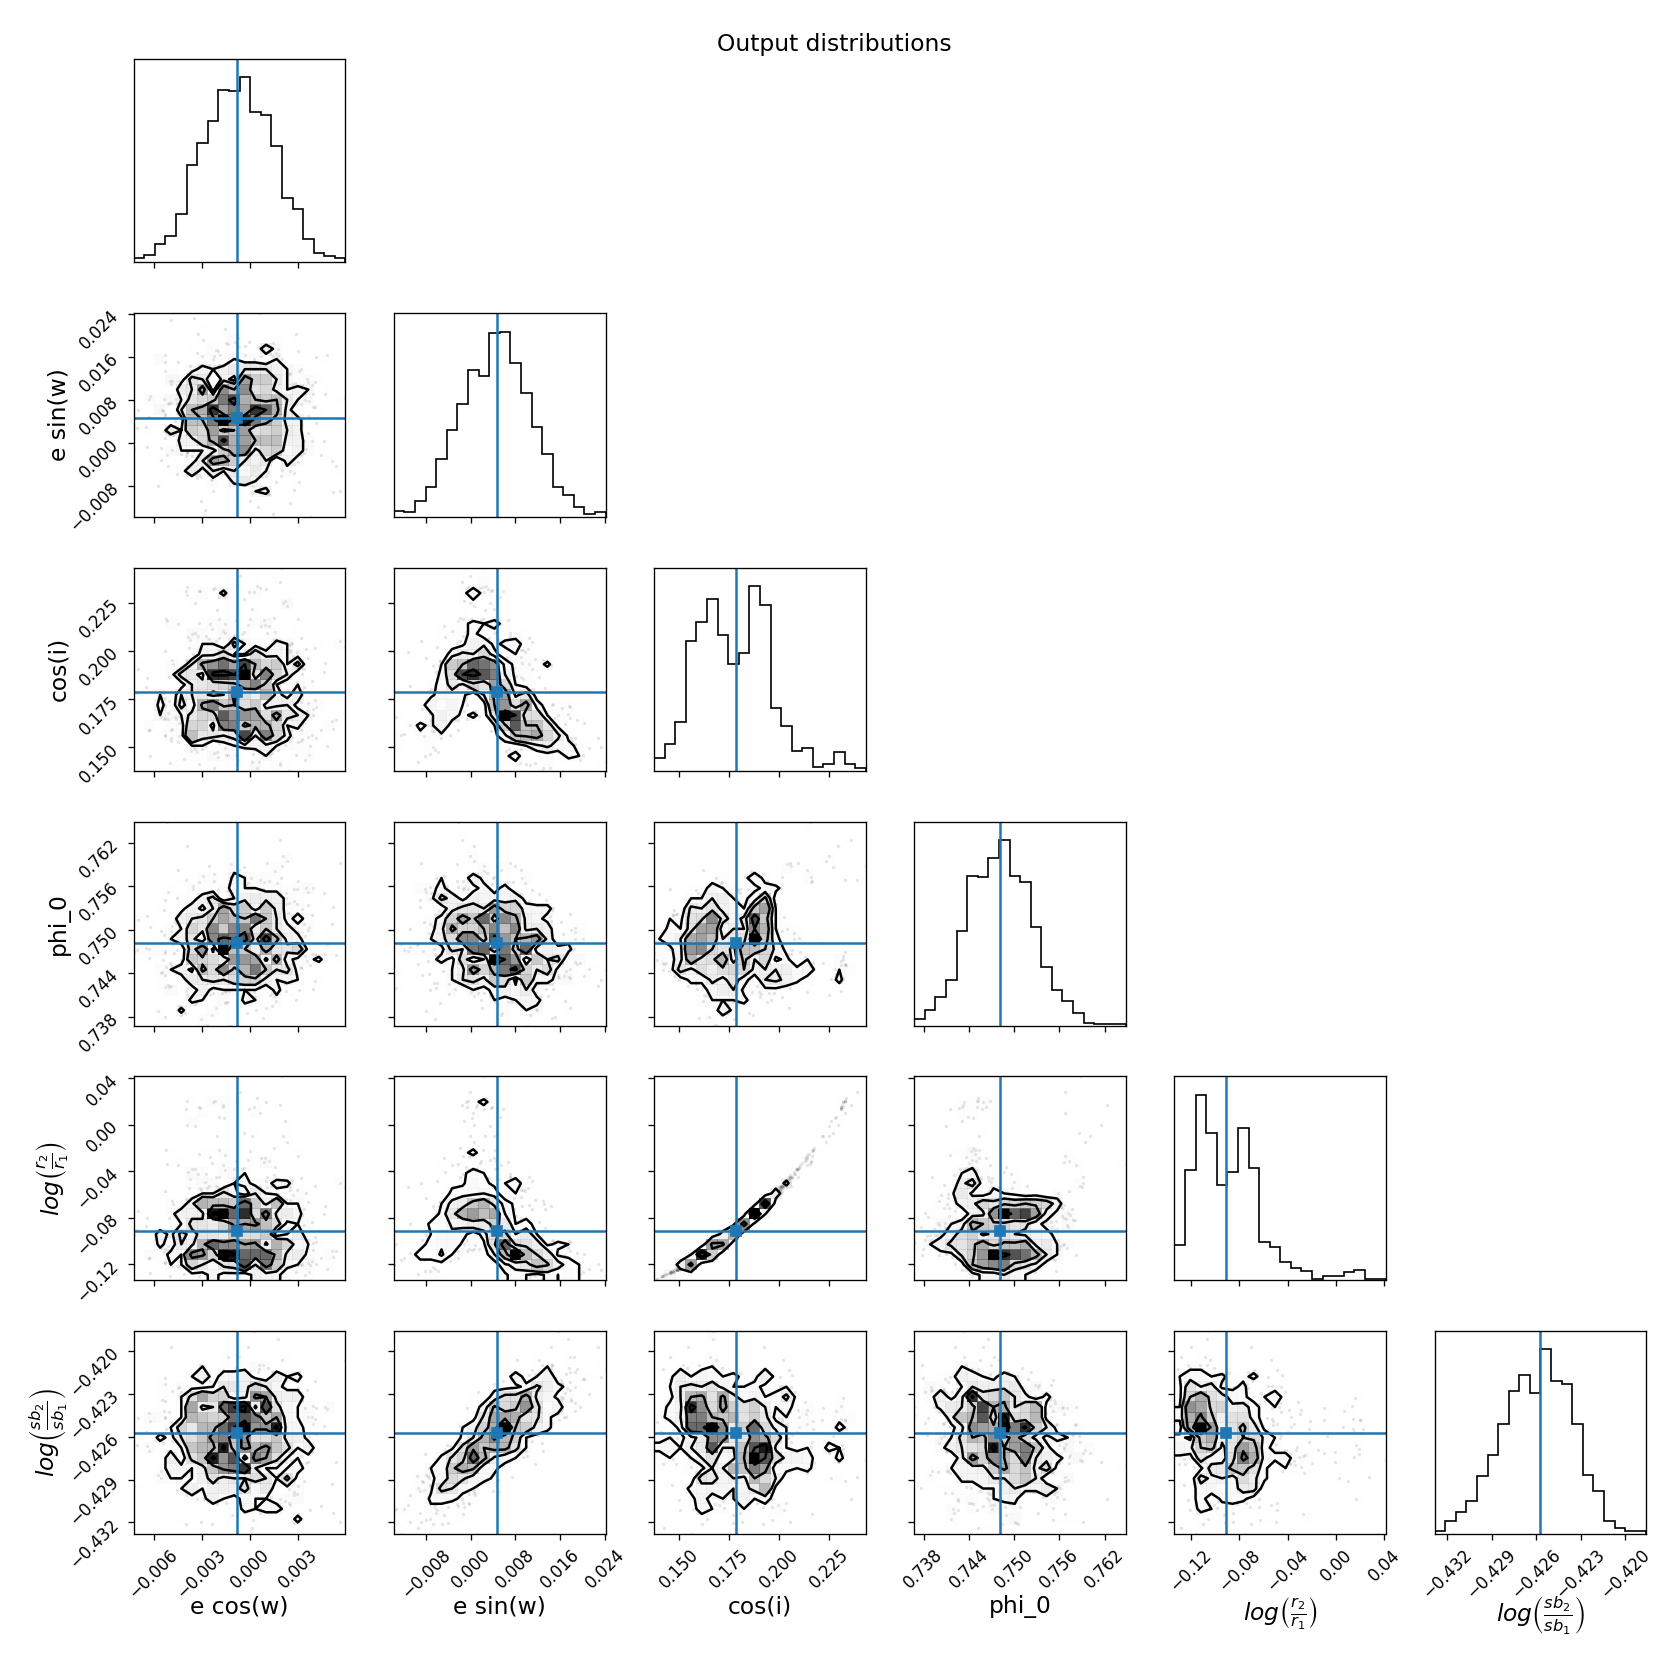 Output distributions
e sin(w)
0.024
0.016
0.008
0.000
−0.008
cos(i)
0.225
0.200
0.175
0.150
phi_0
0.762
0.756
0.750
0.744
0.738
log(r₂/r₁)
0.04
0.00
−0.04
−0.08
−0.12
log(sb₂/sb₁)
−0.420
−0.423
−0.426
−0.429
−0.432
−0.006 −0.003 0.000 0.003
e cos(w)
−0.008 0.000 0.008 0.016 0.024
e sin(w)
0.150 0.175 0.200 0.225
cos(i)
0.738 0.744 0.750 0.756 0.762
phi_0
−0.12 −0.08 −0.04 0.00 0.04
log(r₂/r₁)
−0.432 −0.429 −0.426 −0.423 −0.420
log(sb₂/sb₁)